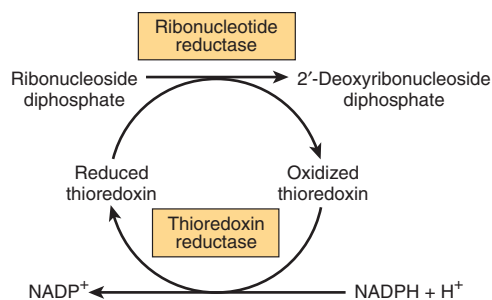 Ribonucleotide
reductase
Ribonucleoside
diphosphate
2′-Deoxyribonucleoside
diphosphate
Reduced
thioredoxin
Oxidized
thioredoxin
Thioredoxin
reductase
NADP⁺
NADPH + H⁺